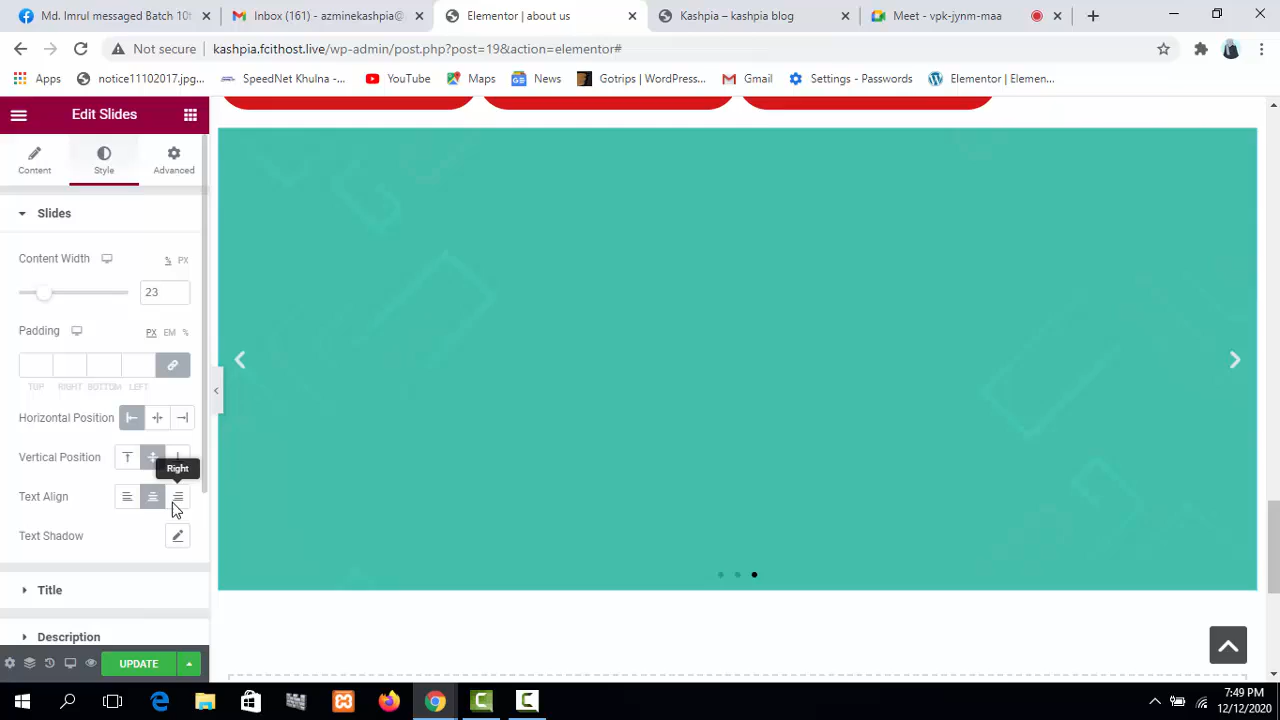 Md. Imrul messaged Batch 10:
Inbox (161) - azminekashpia@
Elementor | about us
Kashpia – kashpia blog
Meet - vpk-jynm-maa
Not secure
kashpia.fcithost.live/wp-admin/post.php?post=19&action=elementor#
Apps
notice11102017.jpg...
SpeedNet Khulna -...
YouTube
Maps
News
Gotrips | WordPress...
Gmail
Settings - Passwords
Elementor | Elemen...
Edit Slides
Content
Style
Advanced
Slides
Content Width
% PX
23
Padding
PX EM %
TOP RIGHT BOTTOM LEFT
Horizontal Position
Vertical Position
Right
Text Align
Text Shadow
Title
Description
UPDATE
7:49 PM
12/12/2020